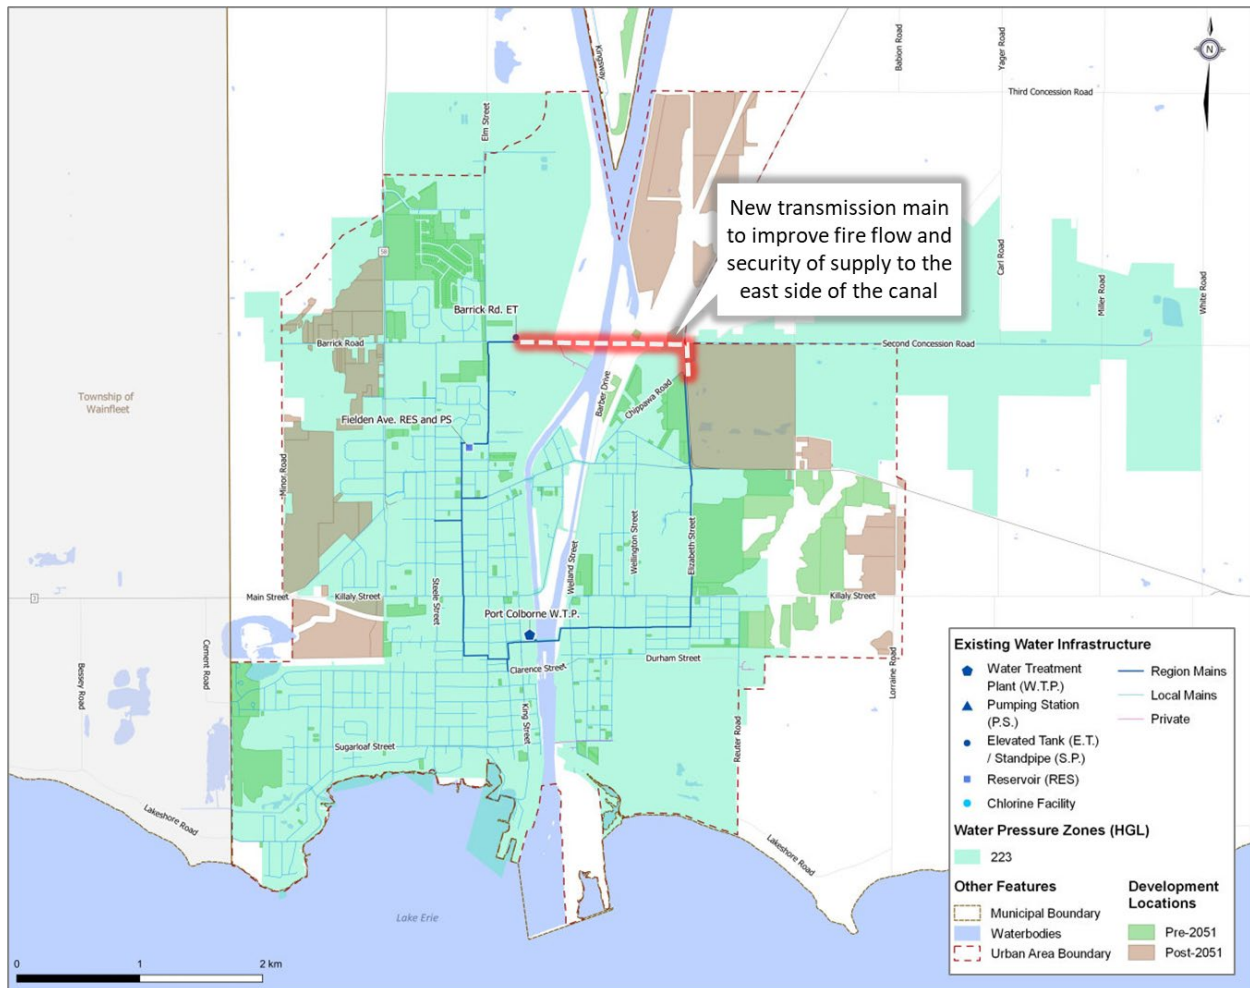 Kingsway
Babion Road
Yager Road
N
Third Concession Road
Elm Street
New transmission main
to improve fire flow and
security of supply to the
east side of the canal
58
Carl Road
Miller Road
White Road
Barrick Rd. ET
Barrick Road
Second Concession Road
Township of
Wainfleet
Barber Drive
Chippawa Road
Fielden Ave. RES and PS
Minor Road
Wellington Street
Elizabeth Street
Welland Street
Steele Street
3
Main Street
Killaly Street
Killaly Street
Port Colborne W.T.P.
Cement Road
Bessey Road
Clarence Street
Durham Street
Lorraine Road
King Street
Reuter Road
Sugarloaf Street
Lakeshore Road
Lakeshore Road
Lake Erie
Existing Water Infrastructure
Water Treatment
Plant (W.T.P.)
Pumping Station
(P.S.)
Elevated Tank (E.T.)
/ Standpipe (S.P.)
Reservoir (RES)
Chlorine Facility
Region Mains
Local Mains
Private
Water Pressure Zones (HGL)
223
Other Features
Municipal Boundary
Waterbodies
Urban Area Boundary
Development
Locations
Pre-2051
Post-2051
0 1 2 km